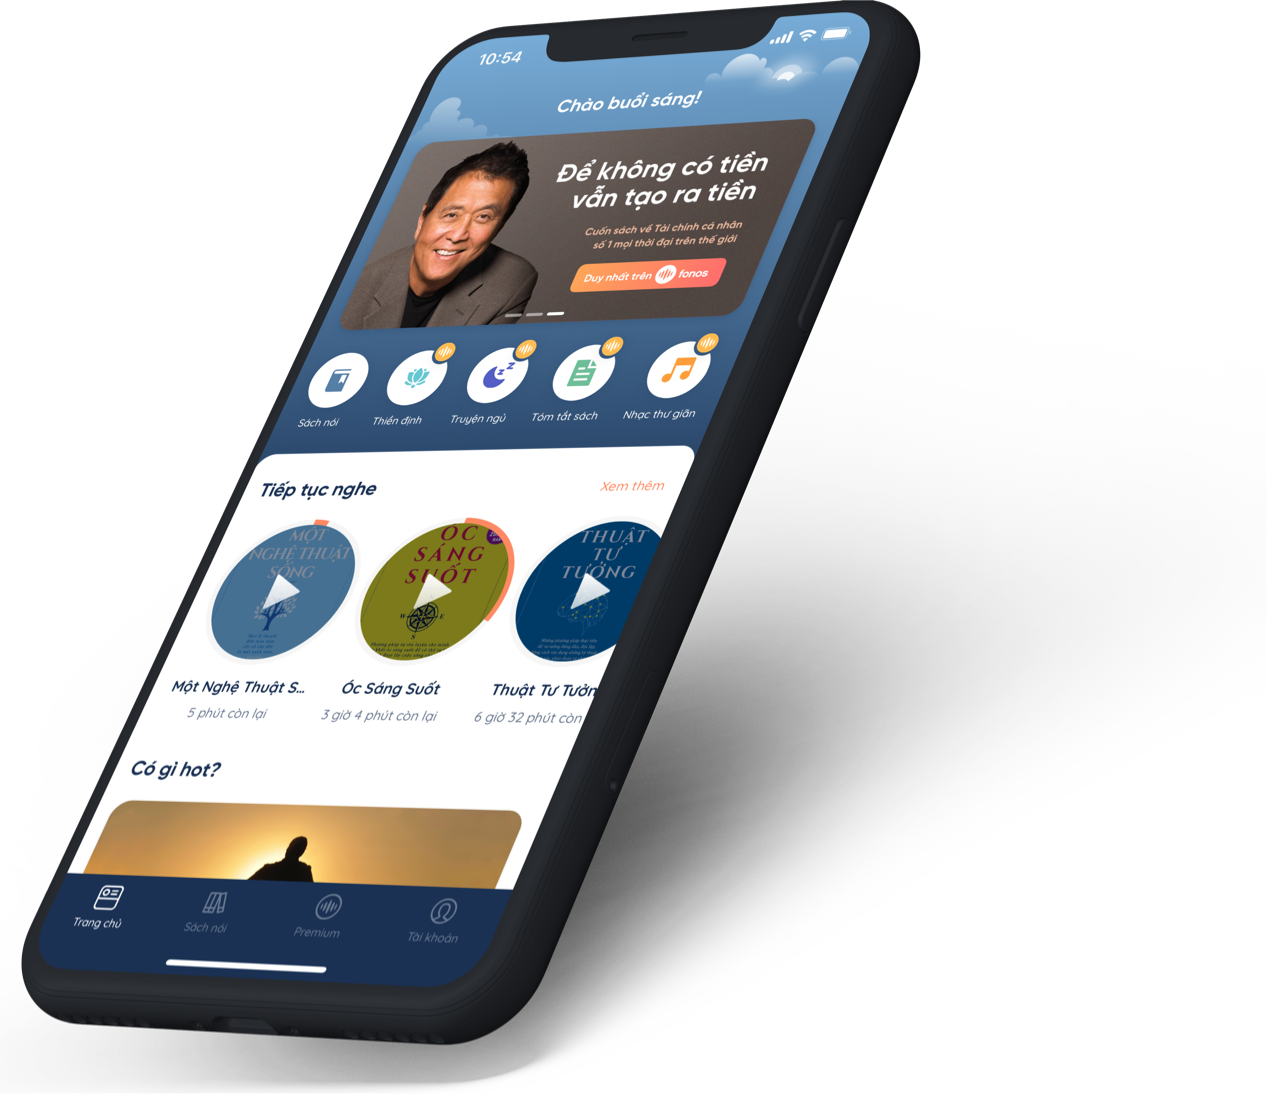 10:54
Chào buổi sáng!
Để không có tiền
vẫn tạo ra tiền
Cuốn sách về Tài chính cá nhân
số 1 mọi thời đại trên thế giới
Duy nhất trên fonos
Sách nói
Thiền định
Truyện ngủ
Tóm tắt sách
Nhạc thư giãn
Tiếp tục nghe
Xem thêm
MỘT
NGHỆ THUẬT
SỐNG
ÓC
SÁNG
SUỐT
W E
S
THUẬT
TƯ
TƯỞNG
Một Nghệ Thuật S...
Óc Sáng Suốt
Thuật Tư Tưởn
5 phút còn lại
3 giờ 4 phút còn lại
6 giờ 32 phút còn
Có gì hot?
Trang chủ
Sách nói
Premium
Tài khoản